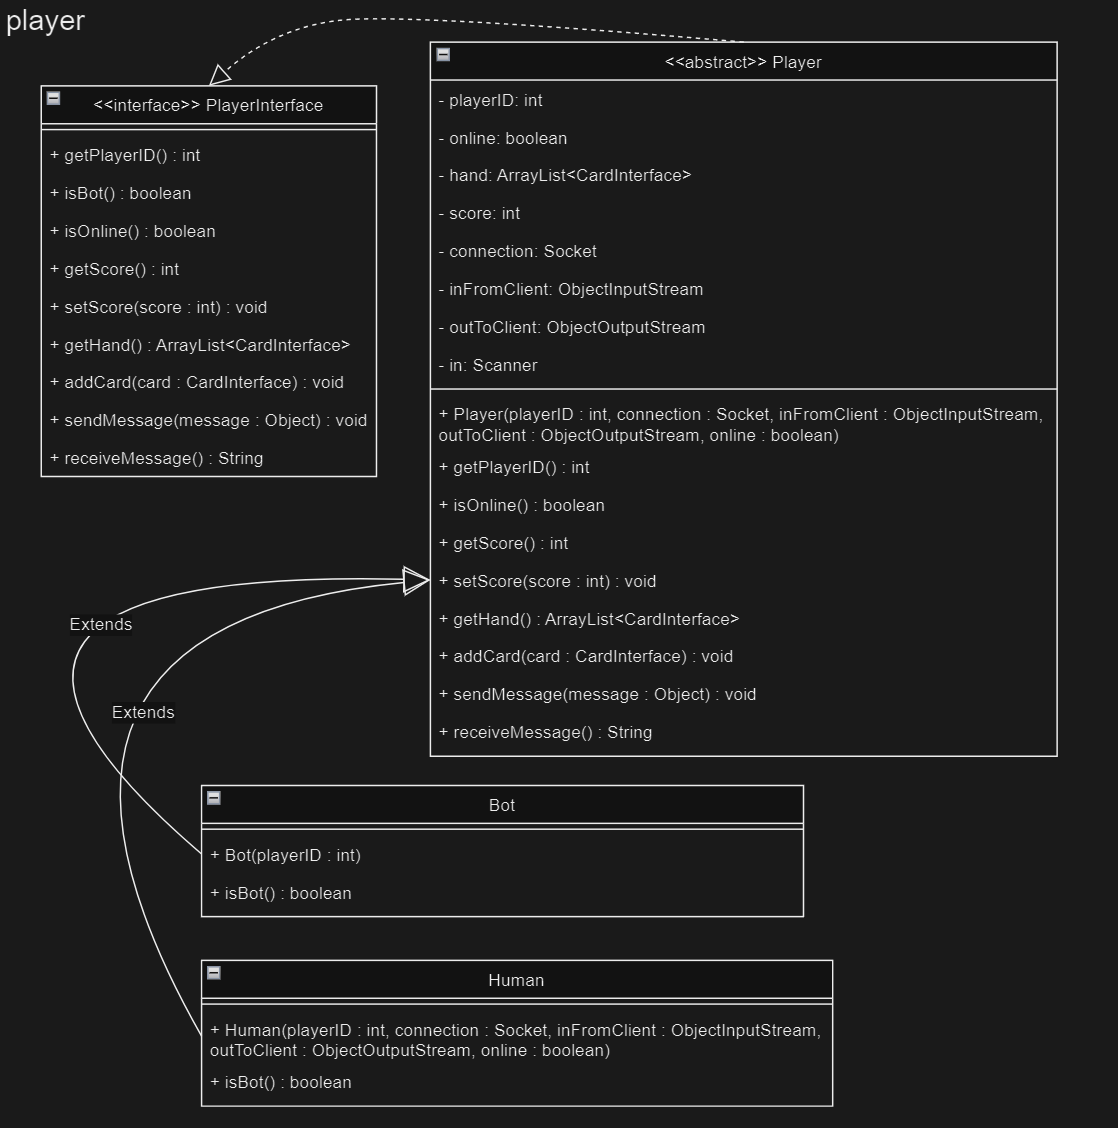 player
<<interface>> PlayerInterface
+ getPlayerID() : int
+ isBot() : boolean
+ isOnline() : boolean
+ getScore() : int
+ setScore(score : int) : void
+ getHand() : ArrayList<CardInterface>
+ addCard(card : CardInterface) : void
+ sendMessage(message : Object) : void
+ receiveMessage() : String
<<abstract>> Player
- playerID: int
- online: boolean
- hand: ArrayList<CardInterface>
- score: int
- connection: Socket
- inFromClient: ObjectInputStream
- outToClient: ObjectOutputStream
- in: Scanner
+ Player(playerID : int, connection : Socket, inFromClient : ObjectInputStream,
outToClient : ObjectOutputStream, online : boolean)
+ getPlayerID() : int
+ isOnline() : boolean
+ getScore() : int
+ setScore(score : int) : void
+ getHand() : ArrayList<CardInterface>
+ addCard(card : CardInterface) : void
+ sendMessage(message : Object) : void
+ receiveMessage() : String
Extends
Extends
Bot
+ Bot(playerID : int)
+ isBot() : boolean
Human
+ Human(playerID : int, connection : Socket, inFromClient : ObjectInputStream,
outToClient : ObjectOutputStream, online : boolean)
+ isBot() : boolean